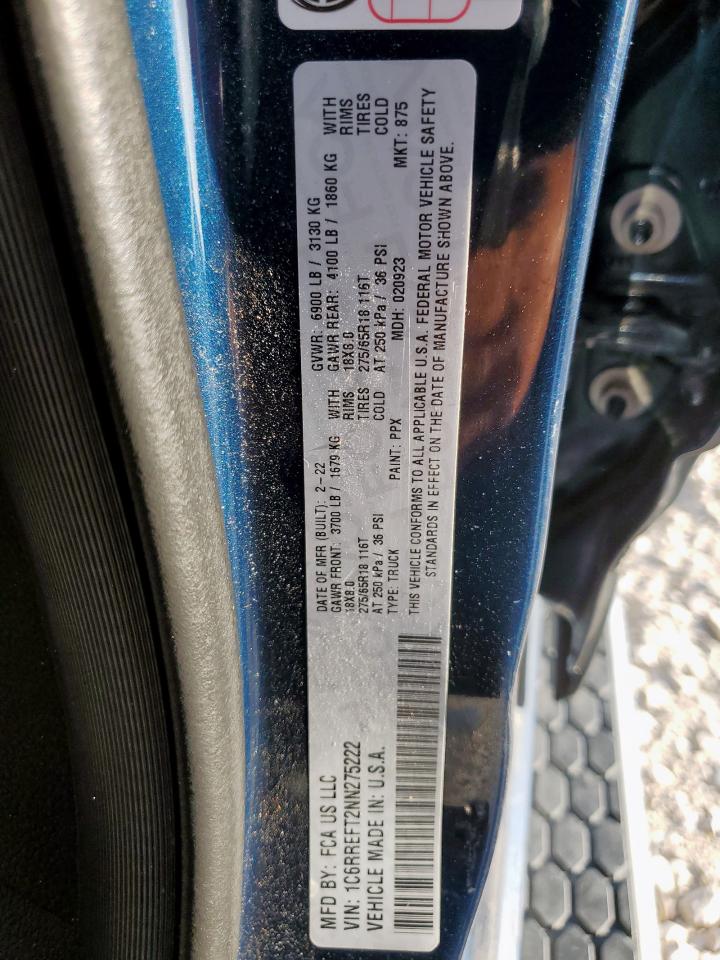 MFD BY: FCA US LLC
VIN: 1C6RREFT2NN275222
VEHICLE MADE IN: U.S.A.
DATE OF MFR (BUILT): 2-22 GVWR: 6900 LB / 3130 KG
GAWR FRONT: 3700 LB / 1679 KG WITH GAWR REAR: 4100 LB / 1860 KG WITH
18X8.0 RIMS 18X8.0 RIMS
275/65R18 116T TIRES 275/65R18 116T TIRES
AT 250 kPa / 36 PSI COLD AT 250 kPa / 36 PSI COLD
TYPE: TRUCK PAINT: PPX MDH: 020923 MKT: 875
THIS VEHICLE CONFORMS TO ALL APPLICABLE U.S.A. FEDERAL MOTOR VEHICLE SAFETY
STANDARDS IN EFFECT ON THE DATE OF MANUFACTURE SHOWN ABOVE.